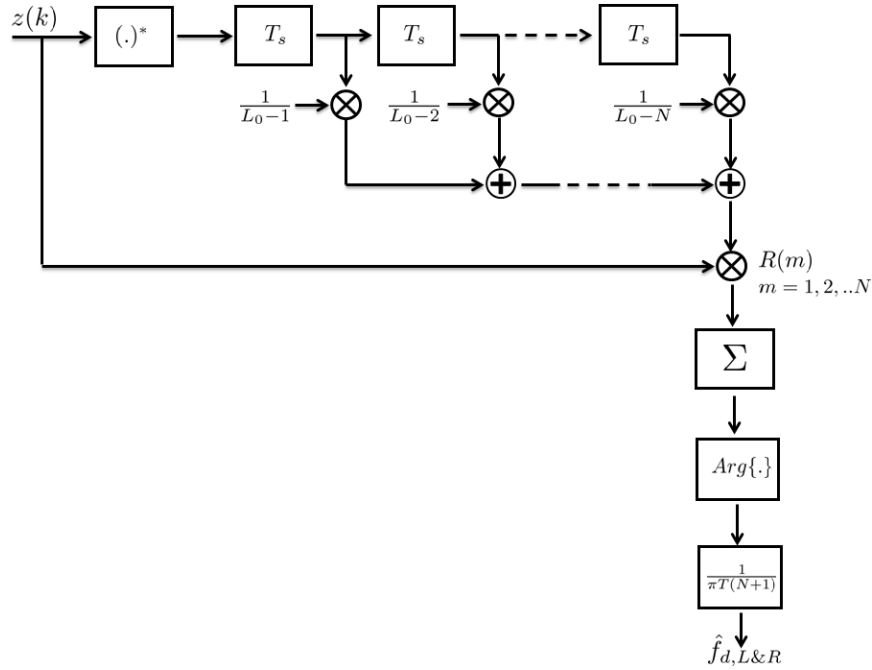 z(k)
(.)*
T_s
T_s
T_s
1/(L_0−1)
1/(L_0−2)
1/(L_0−N)
R(m)
m = 1, 2, ..N
Σ
Arg{.}
1/(πT(N+1))
f̂_{d,L&R}